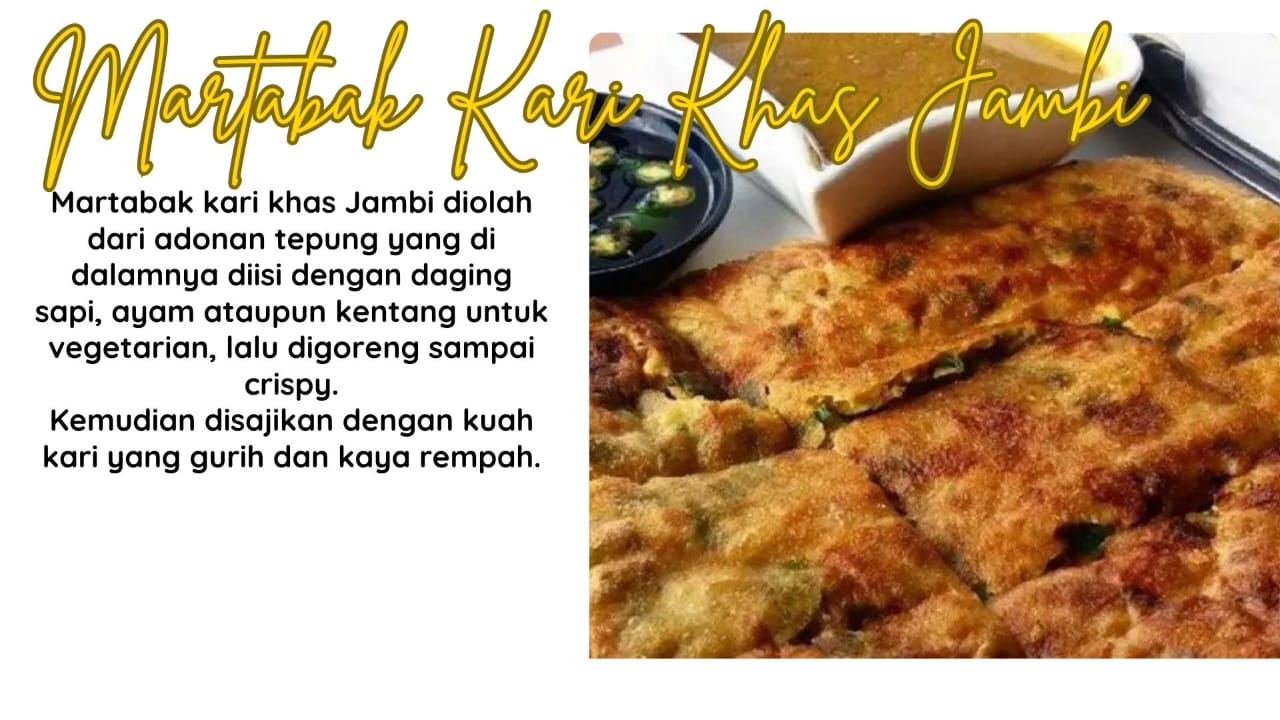 Martabak Kari Khas Jambi
Martabak kari khas Jambi diolah
dari adonan tepung yang di
dalamnya diisi dengan daging
sapi, ayam ataupun kentang untuk
vegetarian, lalu digoreng sampai
crispy.
Kemudian disajikan dengan kuah
kari yang gurih dan kaya rempah.